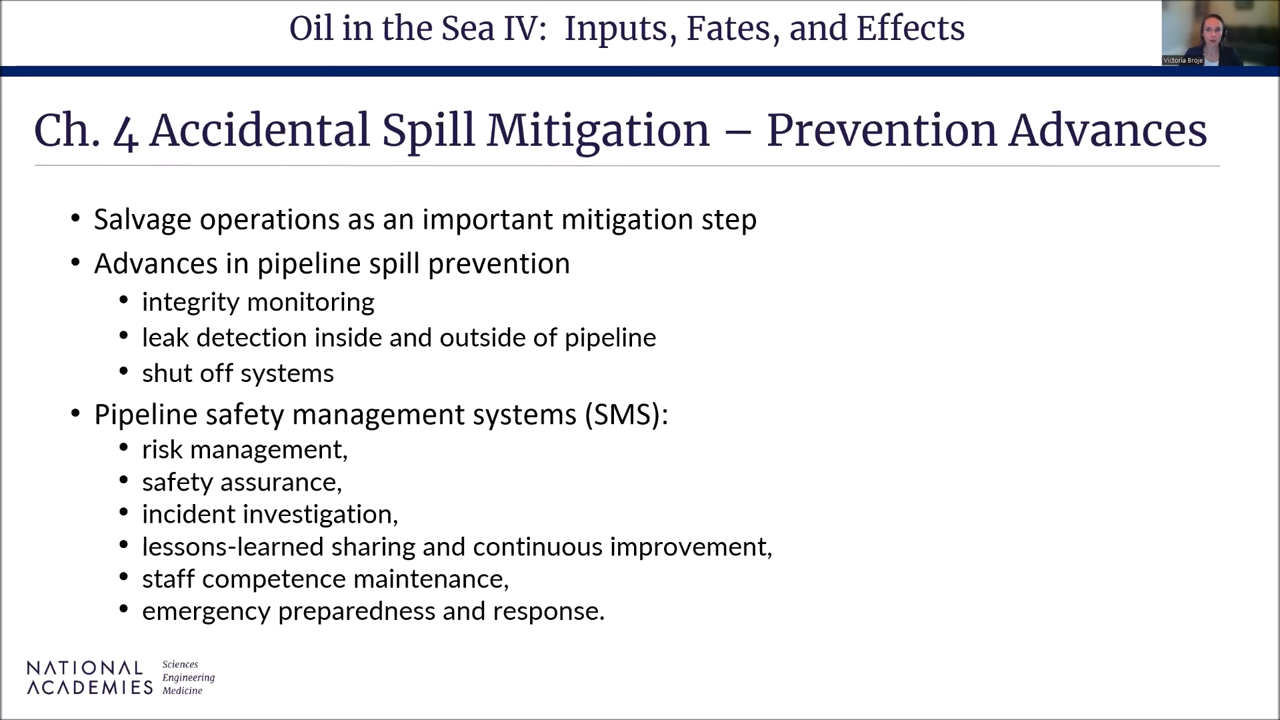 Oil in the Sea IV:  Inputs, Fates, and Effects
Victoria Broje
Ch. 4 Accidental Spill Mitigation – Prevention Advances
• Salvage operations as an important mitigation step
• Advances in pipeline spill prevention
• integrity monitoring
• leak detection inside and outside of pipeline
• shut off systems
• Pipeline safety management systems (SMS):
• risk management,
• safety assurance,
• incident investigation,
• lessons-learned sharing and continuous improvement,
• staff competence maintenance,
• emergency preparedness and response.
NATIONAL
ACADEMIES
Sciences
Engineering
Medicine